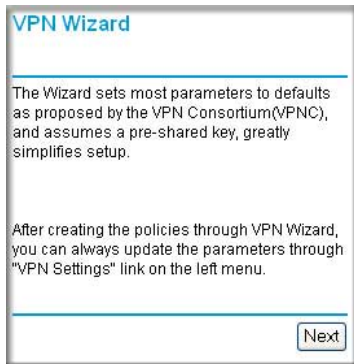 VPN Wizard
The Wizard sets most parameters to defaults
as proposed by the VPN Consortium(VPNC),
and assumes a pre-shared key, greatly
simplifies setup.
After creating the policies through VPN Wizard,
you can always update the parameters through
"VPN Settings" link on the left menu.
Next